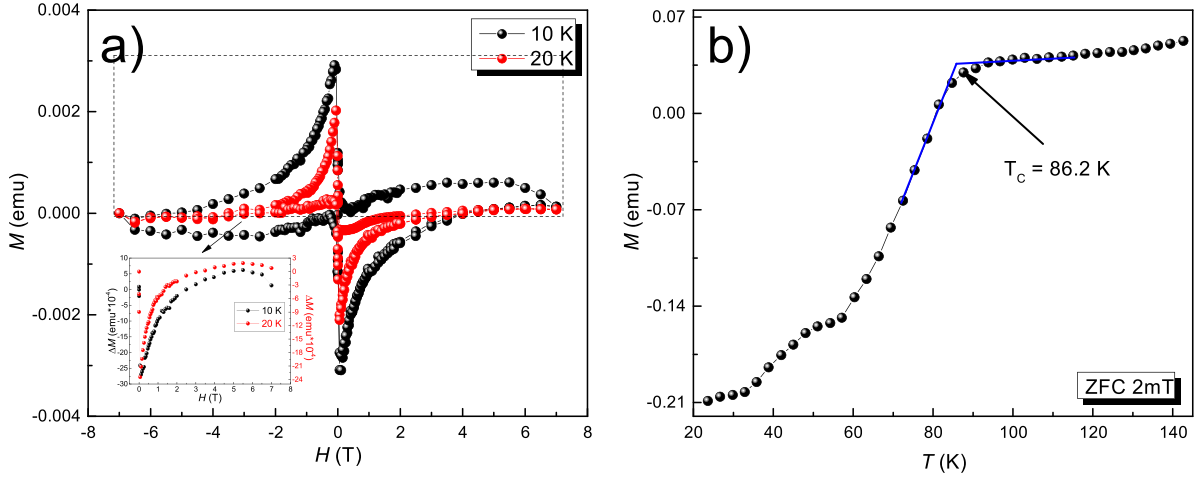 a)
10 K
20 K
0.004
0.002
0.000
-0.002
-0.004
M (emu)
-8 -6 -4 -2 0 2 4 6 8
H (T)
10
5
0
-5
-10
-15
-20
-25
-30
ΔM (emu*10⁻⁴)
10 K
20 K
3
0
-3
-6
-9
-12
-15
-18
-21
-24
ΔM (emu*10⁻⁴)
0 1 2 3 4 5 6 7 8
H (T)
b)
0.07
0.00
-0.07
-0.14
-0.21
M (emu)
T_C = 86.2 K
ZFC 2mT
20 40 60 80 100 120 140
T (K)